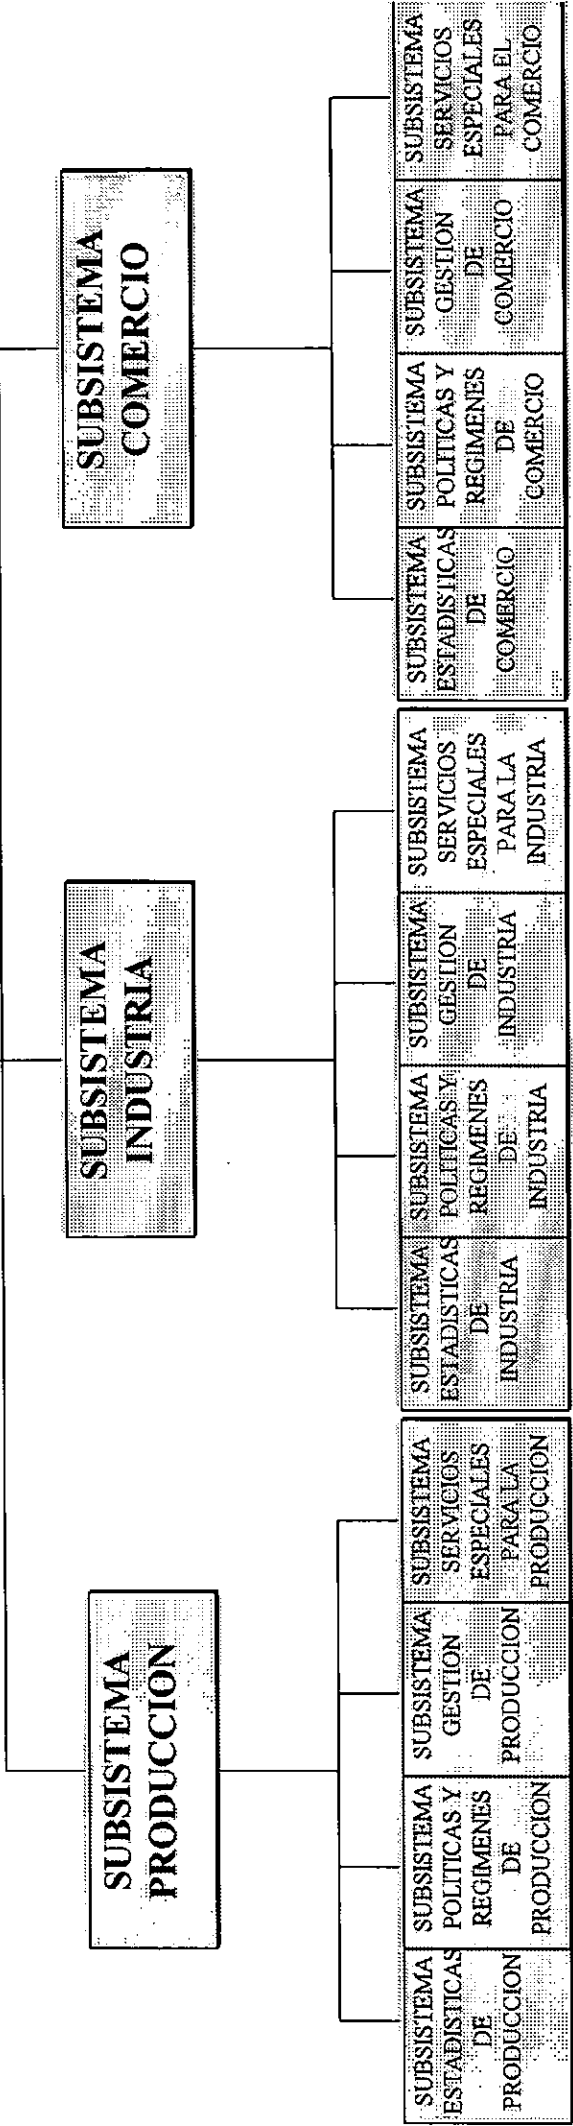 SUBSISTEMA
PRODUCCION
SUBSISTEMA
INDUSTRIA
SUBSISTEMA
COMERCIO
SUBSISTEMA
ESTADISTICAS
DE
PRODUCCION
SUBSISTEMA
POLITICAS Y
REGIMENES
DE
PRODUCCION
SUBSISTEMA
GESTION
DE
PRODUCCION
SUBSISTEMA
SERVICIOS
ESPECIALES
PARA LA
PRODUCCION
SUBSISTEMA
ESTADISTICAS
DE
INDUSTRIA
SUBSISTEMA
POLITICAS Y
REGIMENES
DE
INDUSTRIA
SUBSISTEMA
GESTION
DE
INDUSTRIA
SUBSISTEMA
SERVICIOS
ESPECIALES
PARA LA
INDUSTRIA
SUBSISTEMA
ESTADISTICAS
DE
COMERCIO
SUBSISTEMA
POLITICAS Y
REGIMENES
DE
COMERCIO
SUBSISTEMA
GESTION
DE
COMERCIO
SUBSISTEMA
SERVICIOS
ESPECIALES
PARA EL
COMERCIO